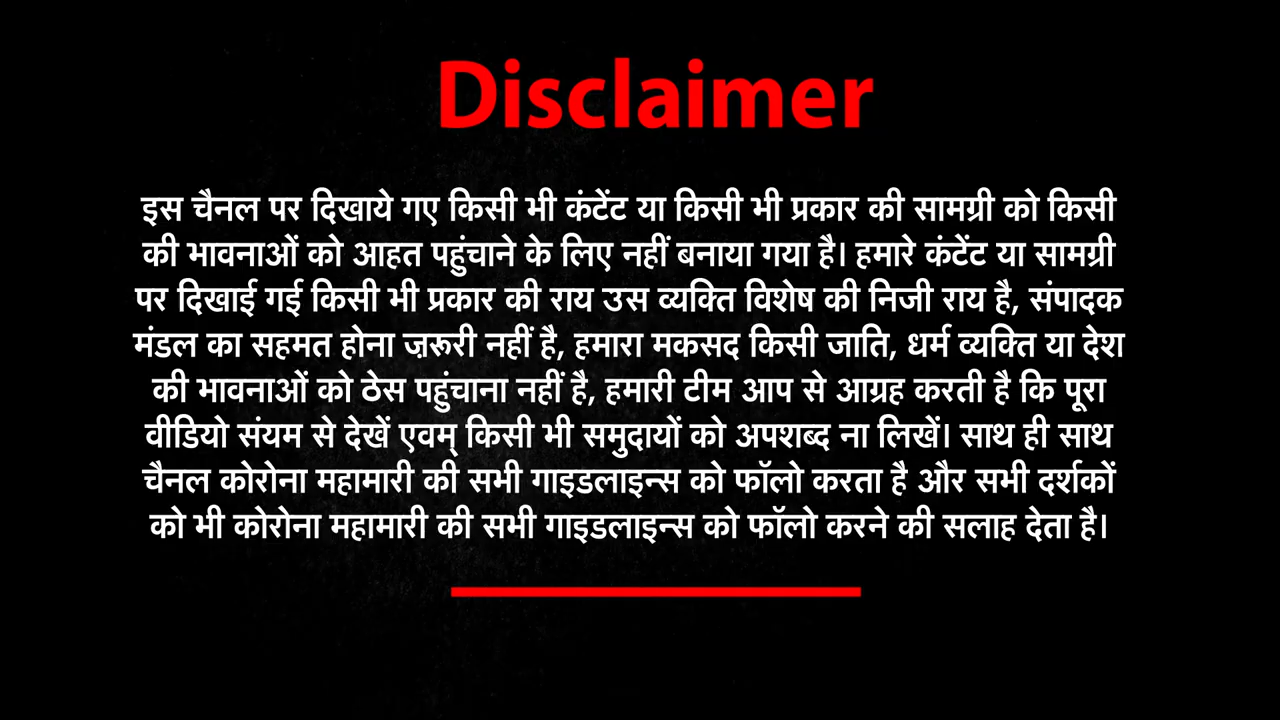 Disclaimer
इस चैनल पर दिखाये गए किसी भी कंटेंट या किसी भी प्रकार की सामग्री को किसी
की भावनाओं को आहत पहुंचाने के लिए नहीं बनाया गया है। हमारे कंटेंट या सामग्री
पर दिखाई गई किसी भी प्रकार की राय उस व्यक्ति विशेष की निजी राय है, संपादक
मंडल का सहमत होना ज़रूरी नहीं है, हमारा मकसद किसी जाति, धर्म व्यक्ति या देश
की भावनाओं को ठेस पहुंचाना नहीं है, हमारी टीम आप से आग्रह करती है कि पूरा
वीडियो संयम से देखें एवम् किसी भी समुदायों को अपशब्द ना लिखें। साथ ही साथ
चैनल कोरोना महामारी की सभी गाइडलाइन्स को फॉलो करता है और सभी दर्शकों
को भी कोरोना महामारी की सभी गाइडलाइन्स को फॉलो करने की सलाह देता है।